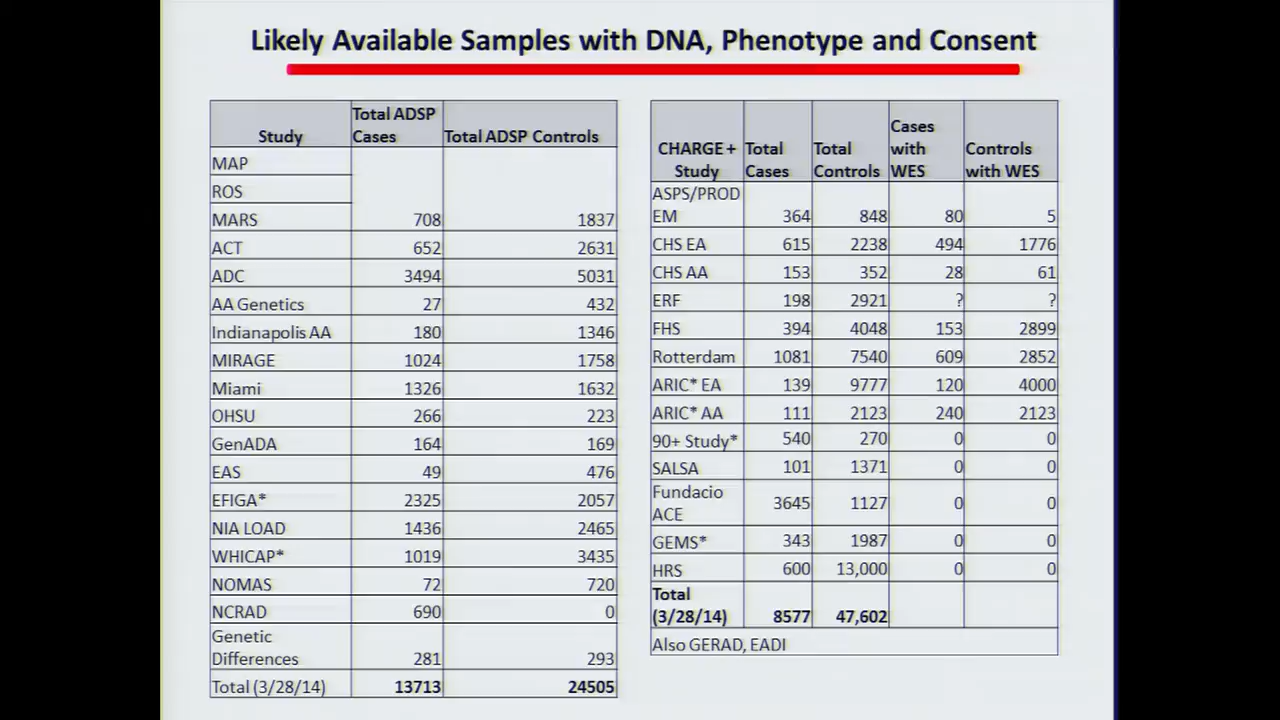 Likely Available Samples with DNA, Phenotype and Consent
Study | Total ADSP Cases | Total ADSP Controls
MAP
ROS
MARS 708 1837
ACT 652 2631
ADC 3494 5031
AA Genetics 27 432
Indianapolis AA 180 1346
MIRAGE 1024 1758
Miami 1326 1632
OHSU 266 223
GenADA 164 169
EAS 49 476
EFIGA* 2325 2057
NIA LOAD 1436 2465
WHICAP* 1019 3435
NOMAS 72 720
NCRAD 690 0
Genetic Differences 281 293
Total (3/28/14) 13713 24505
CHARGE + Study | Total Cases | Total Controls | Cases with WES | Controls with WES
ASPS/PROD
EM 364 848 80 5
CHS EA 615 2238 494 1776
CHS AA 153 352 28 61
ERF 198 2921 ? ?
FHS 394 4048 153 2899
Rotterdam 1081 7540 609 2852
ARIC* EA 139 9777 120 4000
ARIC* AA 111 2123 240 2123
90+ Study* 540 270 0 0
SALSA 101 1371 0 0
Fundacio ACE 3645 1127 0 0
GEMS* 343 1987 0 0
HRS 600 13,000 0 0
Total (3/28/14) 8577 47,602
Also GERAD, EADI